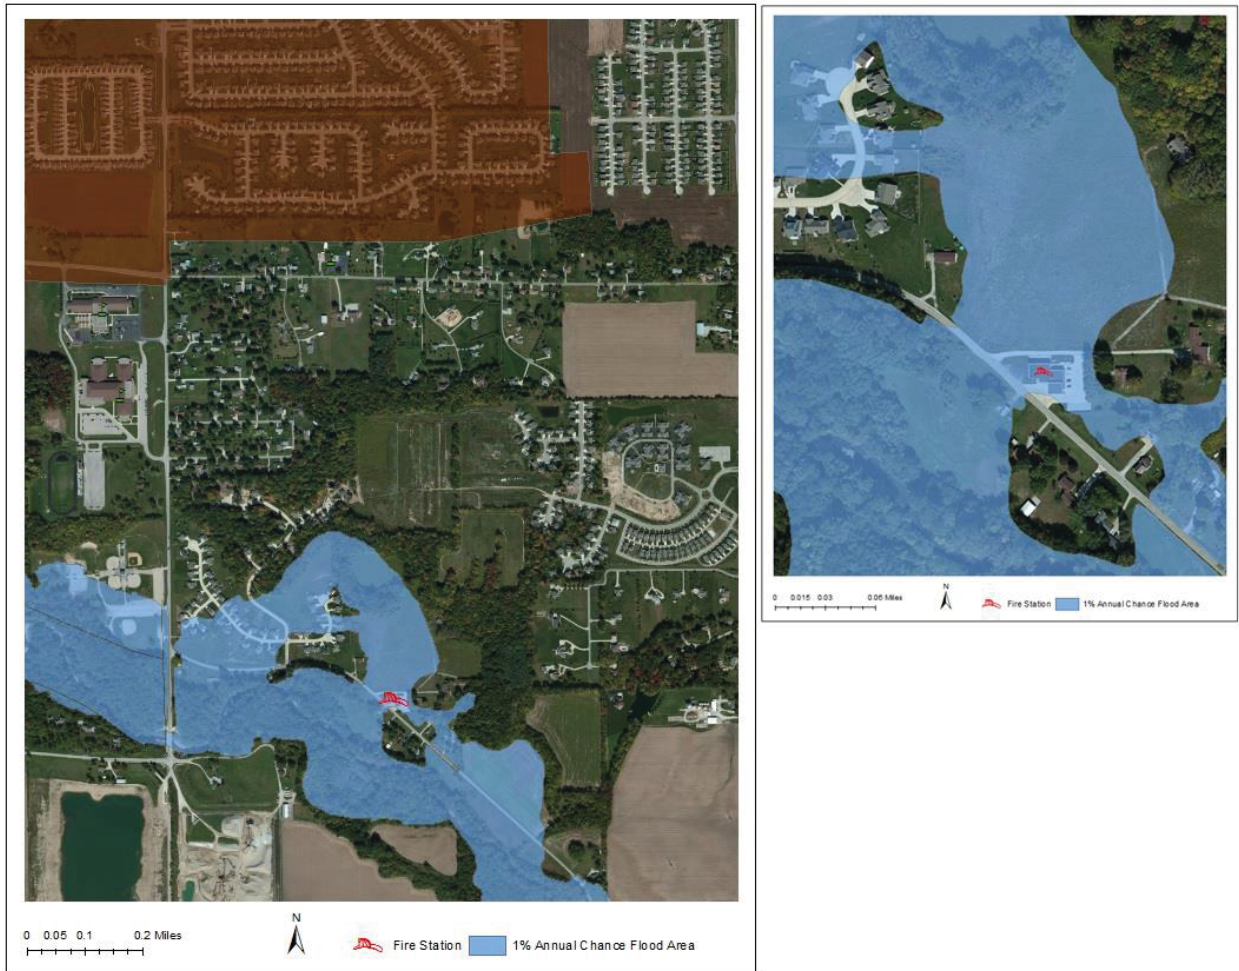 N
0 0.05 0.1 0.2 Miles
Fire Station
1% Annual Chance Flood Area
N
0 0.015 0.03 0.06 Miles
Fire Station
1% Annual Chance Flood Area